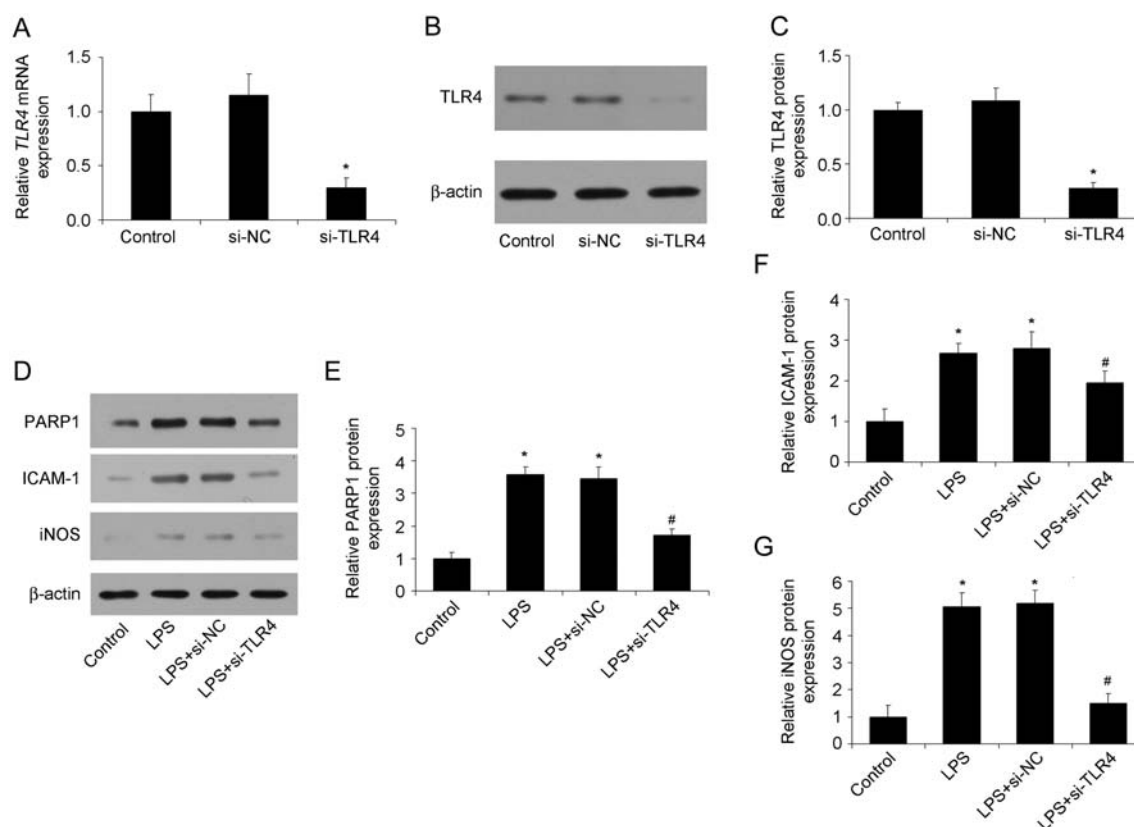 A
Relative TLR4 mRNA
expression
1.5
1.0
0.5
0.0
*
Control
si-NC
si-TLR4
B
TLR4
β-actin
Control
si-NC
si-TLR4
C
Relative TLR4 protein
expression
1.5
1.0
0.5
0.0
*
Control
si-NC
si-TLR4
D
PARP1
ICAM-1
iNOS
β-actin
Control
LPS
LPS+si-NC
LPS+si-TLR4
E
Relative PARP1 protein
expression
5
4
3
2
1
0
*
*
#
Control
LPS
LPS+si-NC
LPS+si-TLR4
F
Relative ICAM-1 protein
expression
4
3
2
1
0
*
*
#
Control
LPS
LPS+si-NC
LPS+si-TLR4
G
Relative iNOS protein
expression
6
5
4
3
2
1
0
*
*
#
Control
LPS
LPS+si-NC
LPS+si-TLR4